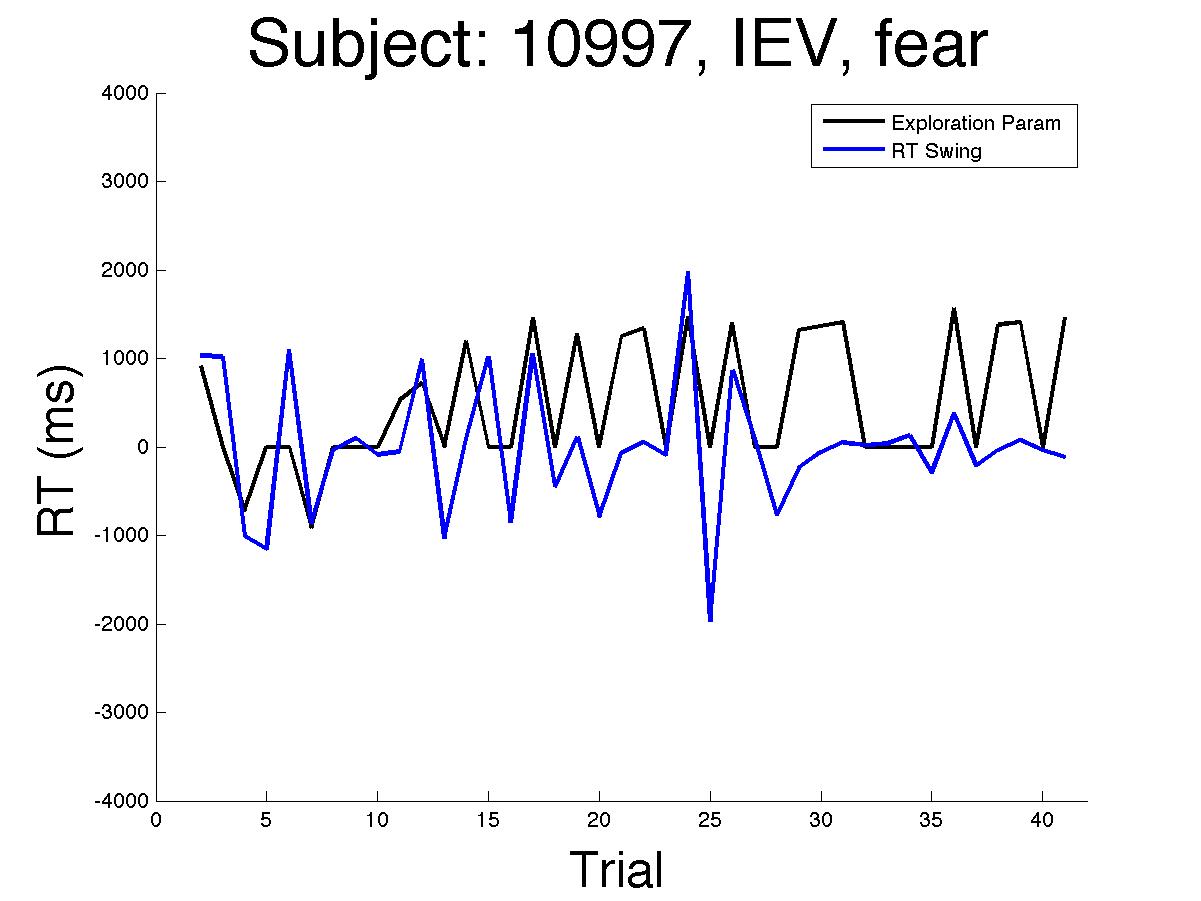 Subject: 10997, IEV, fear
4000
Exploration Param
RT Swing
3000
2000
1000
0
-1000
-2000
-3000
-4000
RT (ms)
0 5 10 15 20 25 30 35 40
Trial